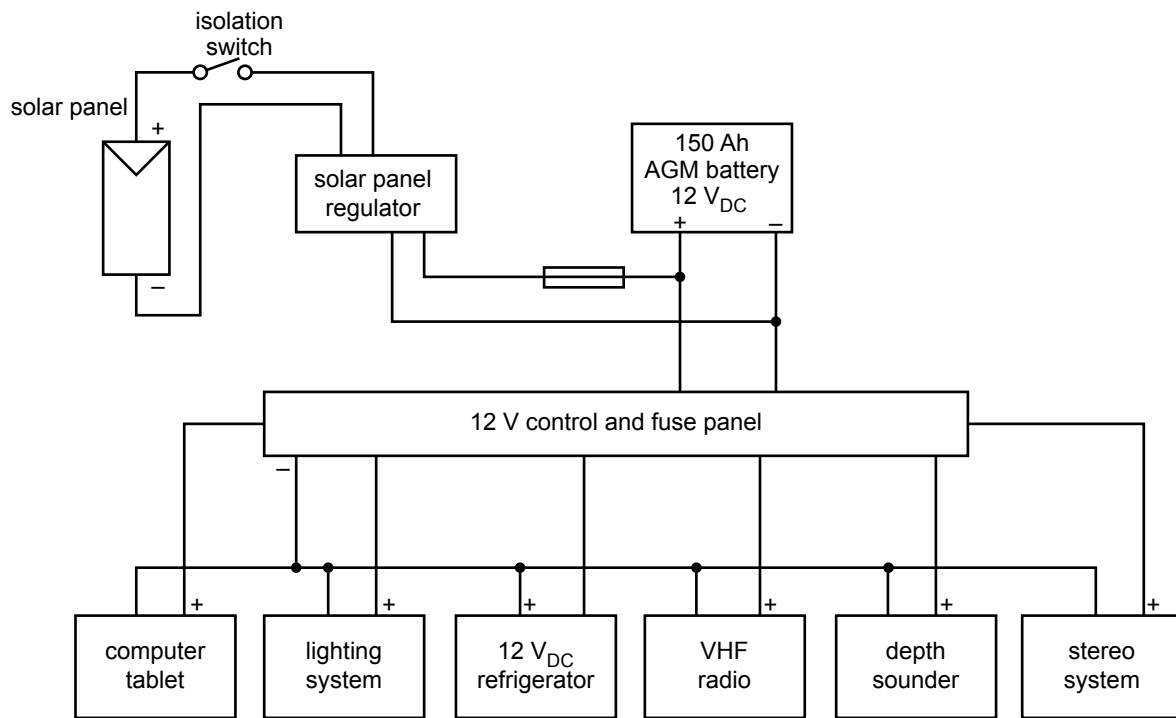 isolation
switch
solar panel
+
–
solar panel
regulator
150 Ah
AGM battery
12 V_DC
+ –
12 V control and fuse panel
–
+ + + + + +
computer
tablet
lighting
system
12 V_DC
refrigerator
VHF
radio
depth
sounder
stereo
system